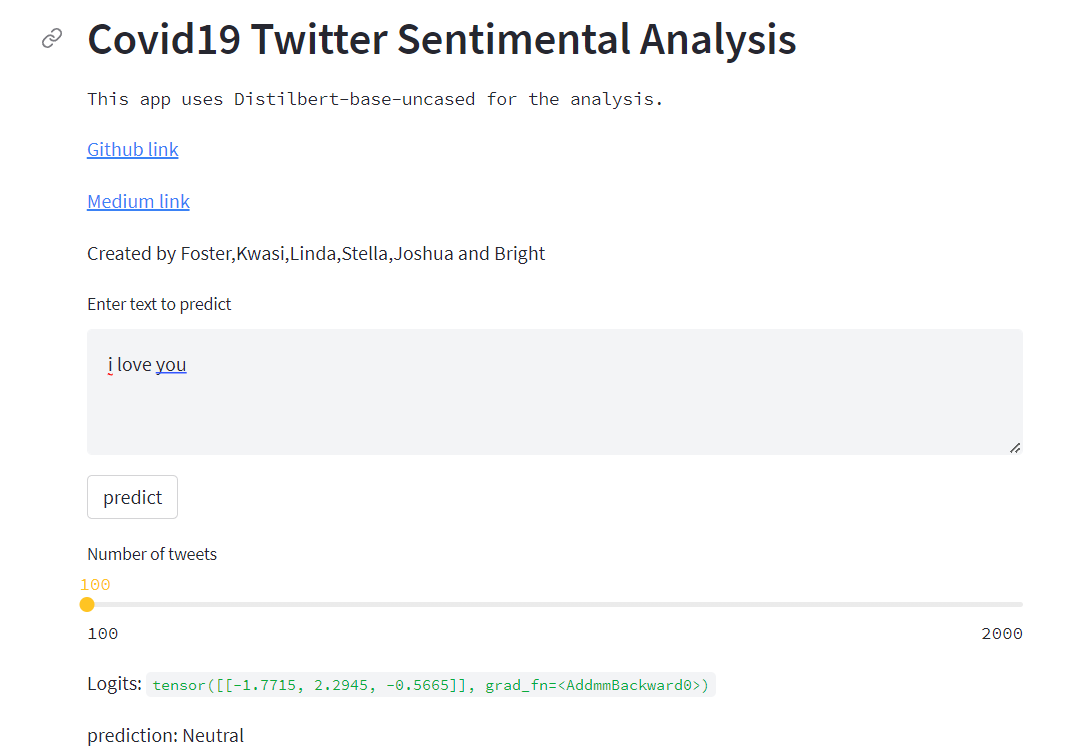 Covid19 Twitter Sentimental Analysis
This app uses Distilbert-base-uncased for the analysis.
Github link
Medium link
Created by Foster,Kwasi,Linda,Stella,Joshua and Bright
Enter text to predict
i love you
predict
Number of tweets
100
100 2000
Logits: tensor([[-1.7715, 2.2945, -0.5665]], grad_fn=<AddmmBackward0>)
prediction: Neutral